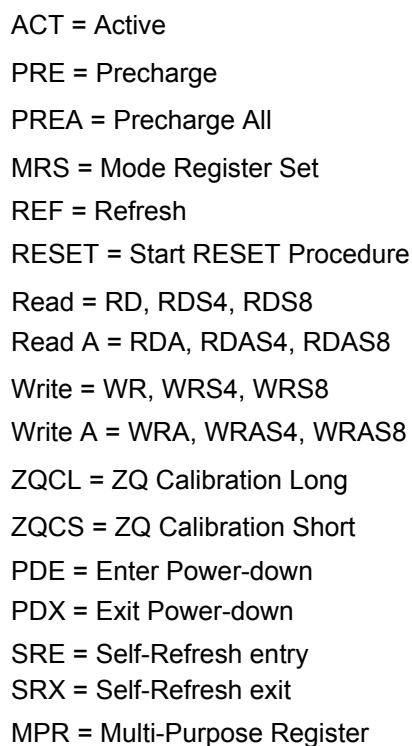 ACT = Active
PRE = Precharge
PREA = Precharge All
MRS = Mode Register Set
REF = Refresh
RESET = Start RESET Procedure
Read = RD, RDS4, RDS8
Read A = RDA, RDAS4, RDAS8
Write = WR, WRS4, WRS8
Write A = WRA, WRAS4, WRAS8
ZQCL = ZQ Calibration Long
ZQCS = ZQ Calibration Short
PDE = Enter Power-down
PDX = Exit Power-down
SRE = Self-Refresh entry
SRX = Self-Refresh exit
MPR = Multi-Purpose Register